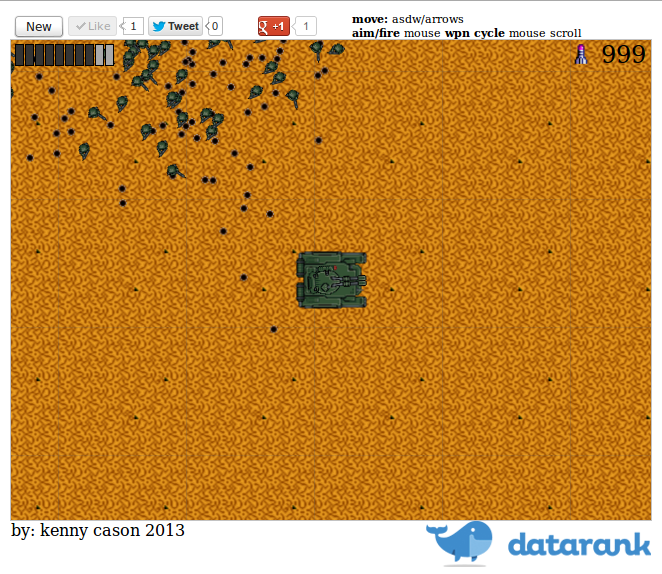 New
Like 1
Tweet 0
+1 1
move: asdw/arrows
aim/fire mouse wpn cycle mouse scroll
999
by: kenny cason 2013
datarank